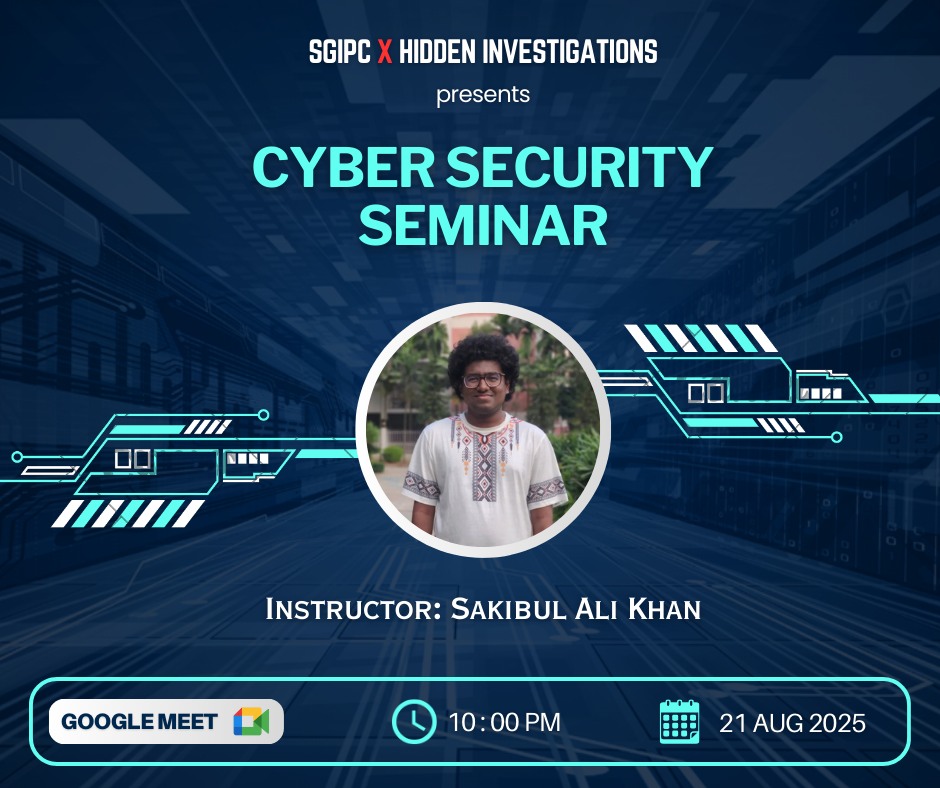 SGIPC X HIDDEN INVESTIGATIONS
presents
CYBER SECURITY
SEMINAR
INSTRUCTOR: SAKIBUL ALI KHAN
GOOGLE MEET
10:00 PM
21 AUG 2025